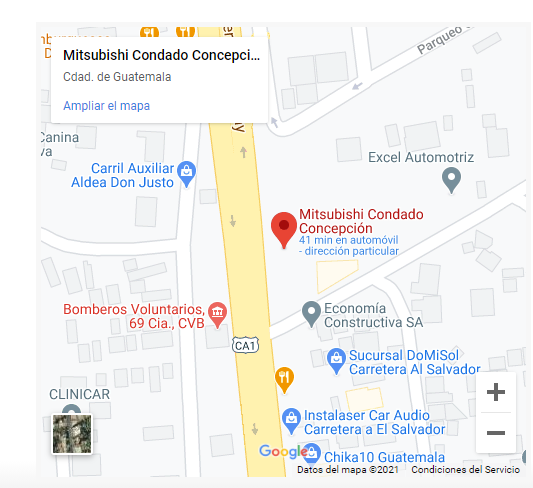 Mitsubishi Condado Concepci...
Cdad. de Guatemala
Ampliar el mapa
Parqueo
anina
va
Carril Auxiliar
Aldea Don Justo
Excel Automotriz
Mitsubishi Condado
Concepción
41 min en automóvil
- dirección particular
Bomberos Voluntarios,
69 Cia., CVB
Economía
Constructiva SA
CA1
Sucursal DoMiSol
Carretera Al Salvador
CLINICAR
+
Instalaser Car Audio
Carretera a El Salvador
−
Google
Chika10 Guatemala
Datos del mapa ©2021
Condiciones del Servicio